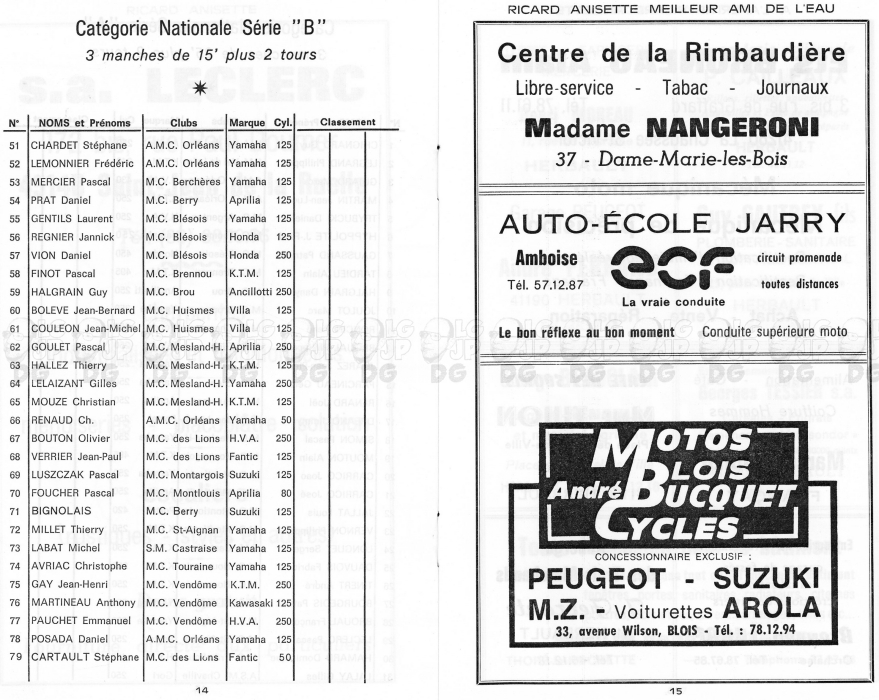 Catégorie Nationale Série "B"
3 manches de 15' plus 2 tours
N° NOMS et Prénoms Clubs Marque Cyl. Classement
51 CHARDET Stéphane A.M.C. Orléans Yamaha 125
52 LEMONNIER Frédéric A.M.C. Orléans Yamaha 125
53 MERCIER Pascal M.C. Berchères Yamaha 125
54 PRAT Daniel M.C. Berry Aprilia 125
55 GENTILS Laurent M.C. Blésois Yamaha 125
56 REGNIER Jannick M.C. Blésois Honda 125
57 VION Daniel M.C. Blésois Honda 250
58 FINOT Pascal M.C. Brennou K.T.M. 125
59 HALGRAIN Guy M.C. Brou Ancillotti 250
60 BOLEVE Jean-Bernard M.C. Huismes Villa 125
61 COULEON Jean-Michel M.C. Huismes Villa 125
62 GOULET Pascal M.C. Mesland-H. Aprilia 250
63 HALLEZ Thierry M.C. Mesland-H. K.T.M. 125
64 LELAIZANT Gilles M.C. Mesland-H. Yamaha 250
65 MOUZE Christian M.C. Mesland-H. K.T.M. 125
66 RENAUD Ch. A.M.C. Orléans Yamaha 50
67 BOUTON Olivier M.C. des Lions H.V.A. 250
68 VERRIER Jean-Paul M.C. des Lions Fantic 125
69 LUSZCZAK Pascal M.C. Montargois Suzuki 125
70 FOUCHER Pascal M.C. Montlouis Aprilia 80
71 BIGNOLAIS M.C. Berry Suzuki 125
72 MILLET Thierry M.C. St-Aignan Yamaha 125
73 LABAT Michel S.M. Castraise Yamaha 125
74 AVRIAC Christophe M.C. Touraine Yamaha 125
75 GAY Jean-Henri M.C. Vendôme K.T.M. 250
76 MARTINEAU Anthony M.C. Vendôme Kawasaki 125
77 PAUCHET Emmanuel M.C. Vendôme H.V.A. 250
78 POSADA Daniel A.M.C. Orléans Yamaha 125
79 CARTAULT Stéphane M.C. des Lions Fantic 50
14
RICARD ANISETTE MEILLEUR AMI DE L'EAU
Centre de la Rimbaudière
Libre-service - Tabac - Journaux
Madame NANGERONI
37 - Dame-Marie-les-Bois
AUTO-ÉCOLE JARRY
Amboise ecf circuit promenade
Tél. 57.12.87 toutes distances
La vraie conduite
Le bon réflexe au bon moment Conduite supérieure moto
MOTOS
BLOIS
André BUCQUET
CYCLES
CONCESSIONNAIRE EXCLUSIF :
PEUGEOT - SUZUKI
M.Z. - Voiturettes AROLA
33, avenue Wilson, BLOIS - Tél. : 78.12.94
15